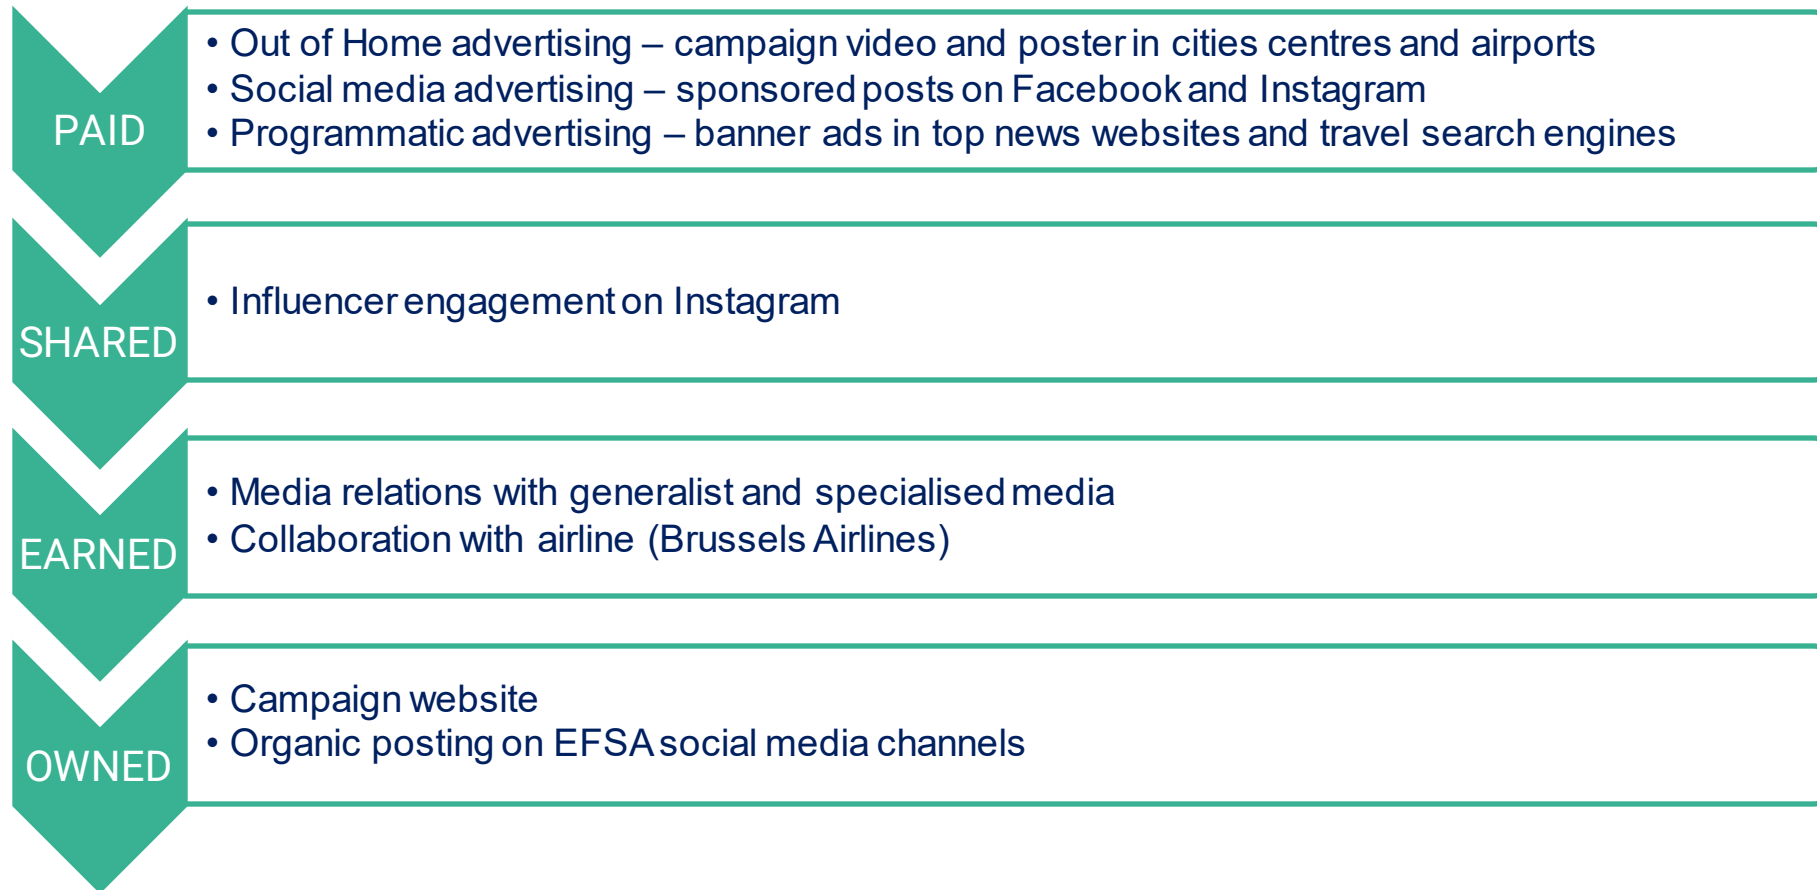 PAID
• Out of Home advertising – campaign video and poster in cities centres and airports
• Social media advertising – sponsored posts on Facebook and Instagram
• Programmatic advertising – banner ads in top news websites and travel search engines
SHARED
• Influencer engagement on Instagram
EARNED
• Media relations with generalist and specialised media
• Collaboration with airline (Brussels Airlines)
OWNED
• Campaign website
• Organic posting on EFSA social media channels